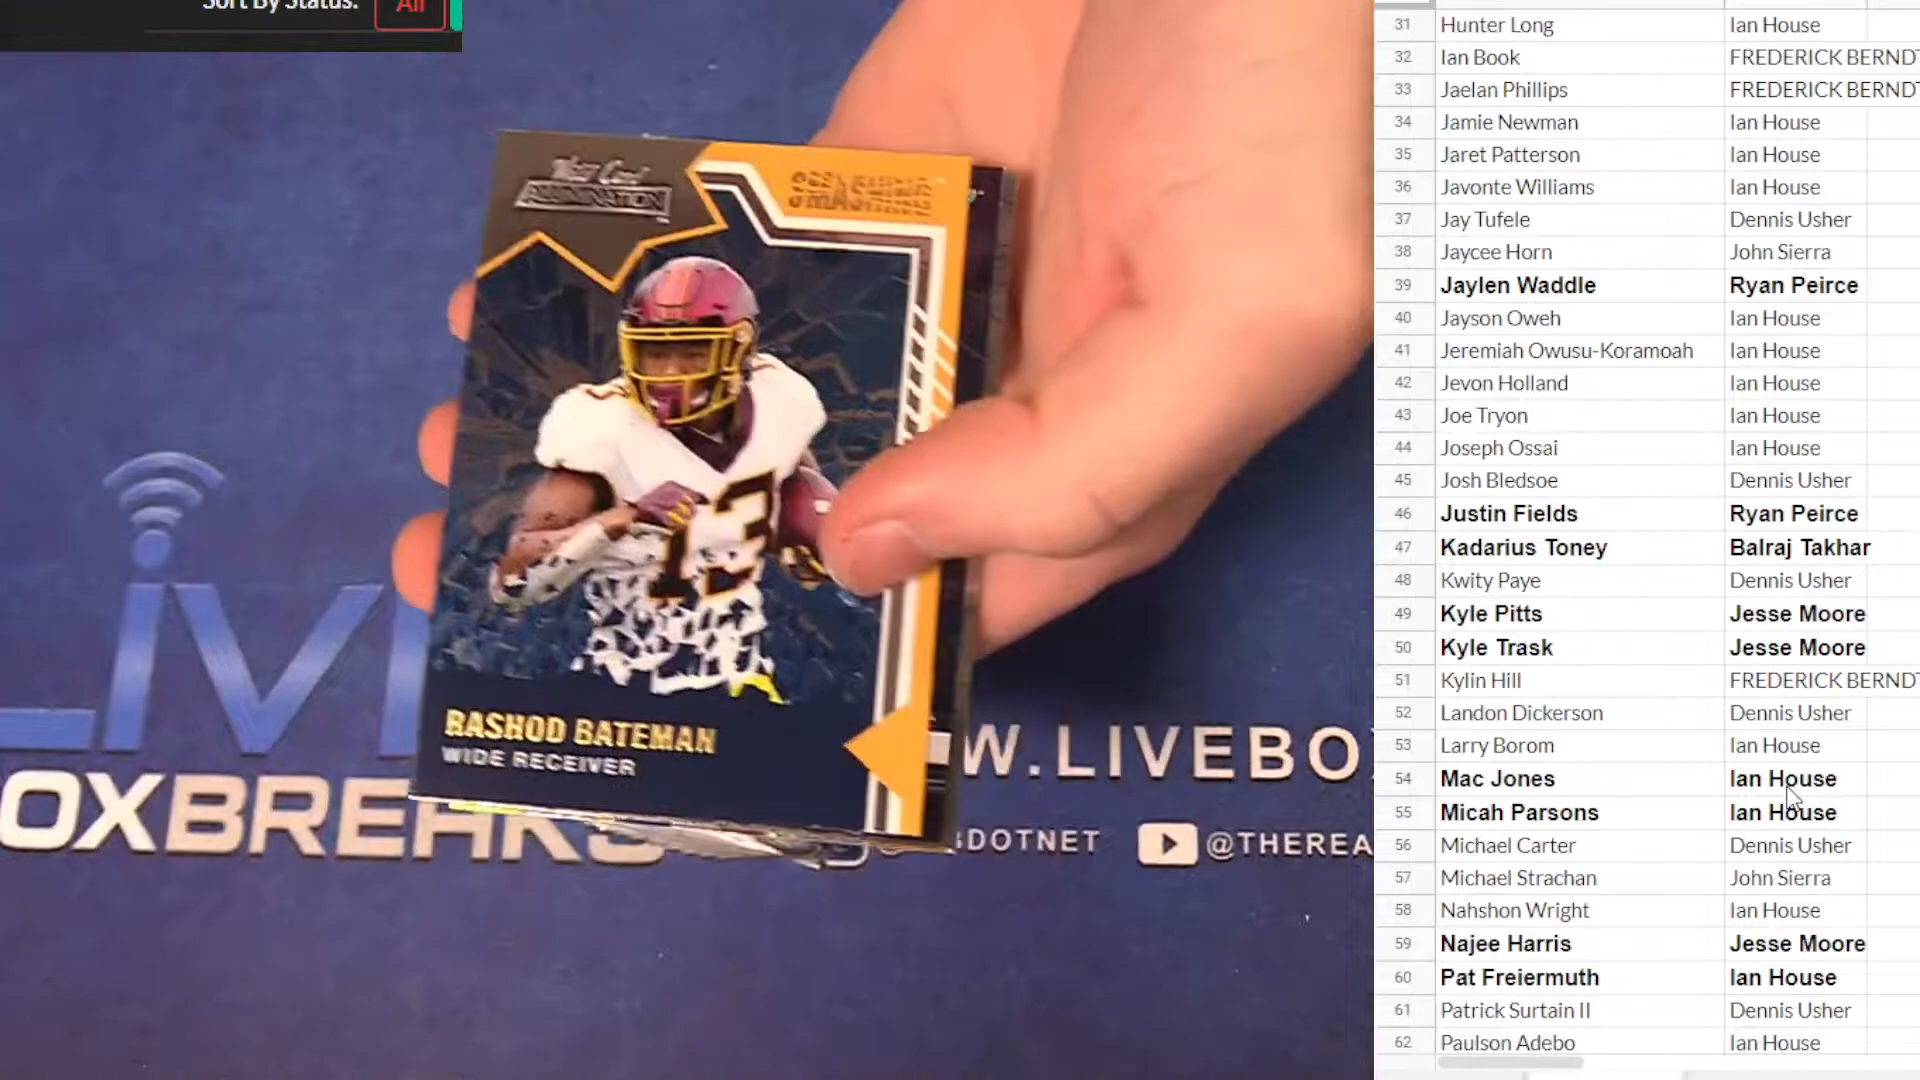 Sort By Status:
All
Wild Card
ALUMINATION
SMASHING
13
RASHOD BATEMAN
WIDE RECEIVER
LIV
W.LIVEBO
OXBREAKS
DOTNET
@THEREA
31 Hunter Long Ian House
32 Ian Book FREDERICK BERNDT
33 Jaelan Phillips FREDERICK BERNDT
34 Jamie Newman Ian House
35 Jaret Patterson Ian House
36 Javonte Williams Ian House
37 Jay Tufele Dennis Usher
38 Jaycee Horn John Sierra
39 Jaylen Waddle Ryan Peirce
40 Jayson Oweh Ian House
41 Jeremiah Owusu-Koramoah Ian House
42 Jevon Holland Ian House
43 Joe Tryon Ian House
44 Joseph Ossai Ian House
45 Josh Bledsoe Dennis Usher
46 Justin Fields Ryan Peirce
47 Kadarius Toney Balraj Takhar
48 Kwity Paye Dennis Usher
49 Kyle Pitts Jesse Moore
50 Kyle Trask Jesse Moore
51 Kylin Hill FREDERICK BERNDT
52 Landon Dickerson Dennis Usher
53 Larry Borom Ian House
54 Mac Jones Ian House
55 Micah Parsons Ian House
56 Michael Carter Dennis Usher
57 Michael Strachan John Sierra
58 Nahshon Wright Ian House
59 Najee Harris Jesse Moore
60 Pat Freiermuth Ian House
61 Patrick Surtain II Dennis Usher
62 Paulson Adebo Ian House